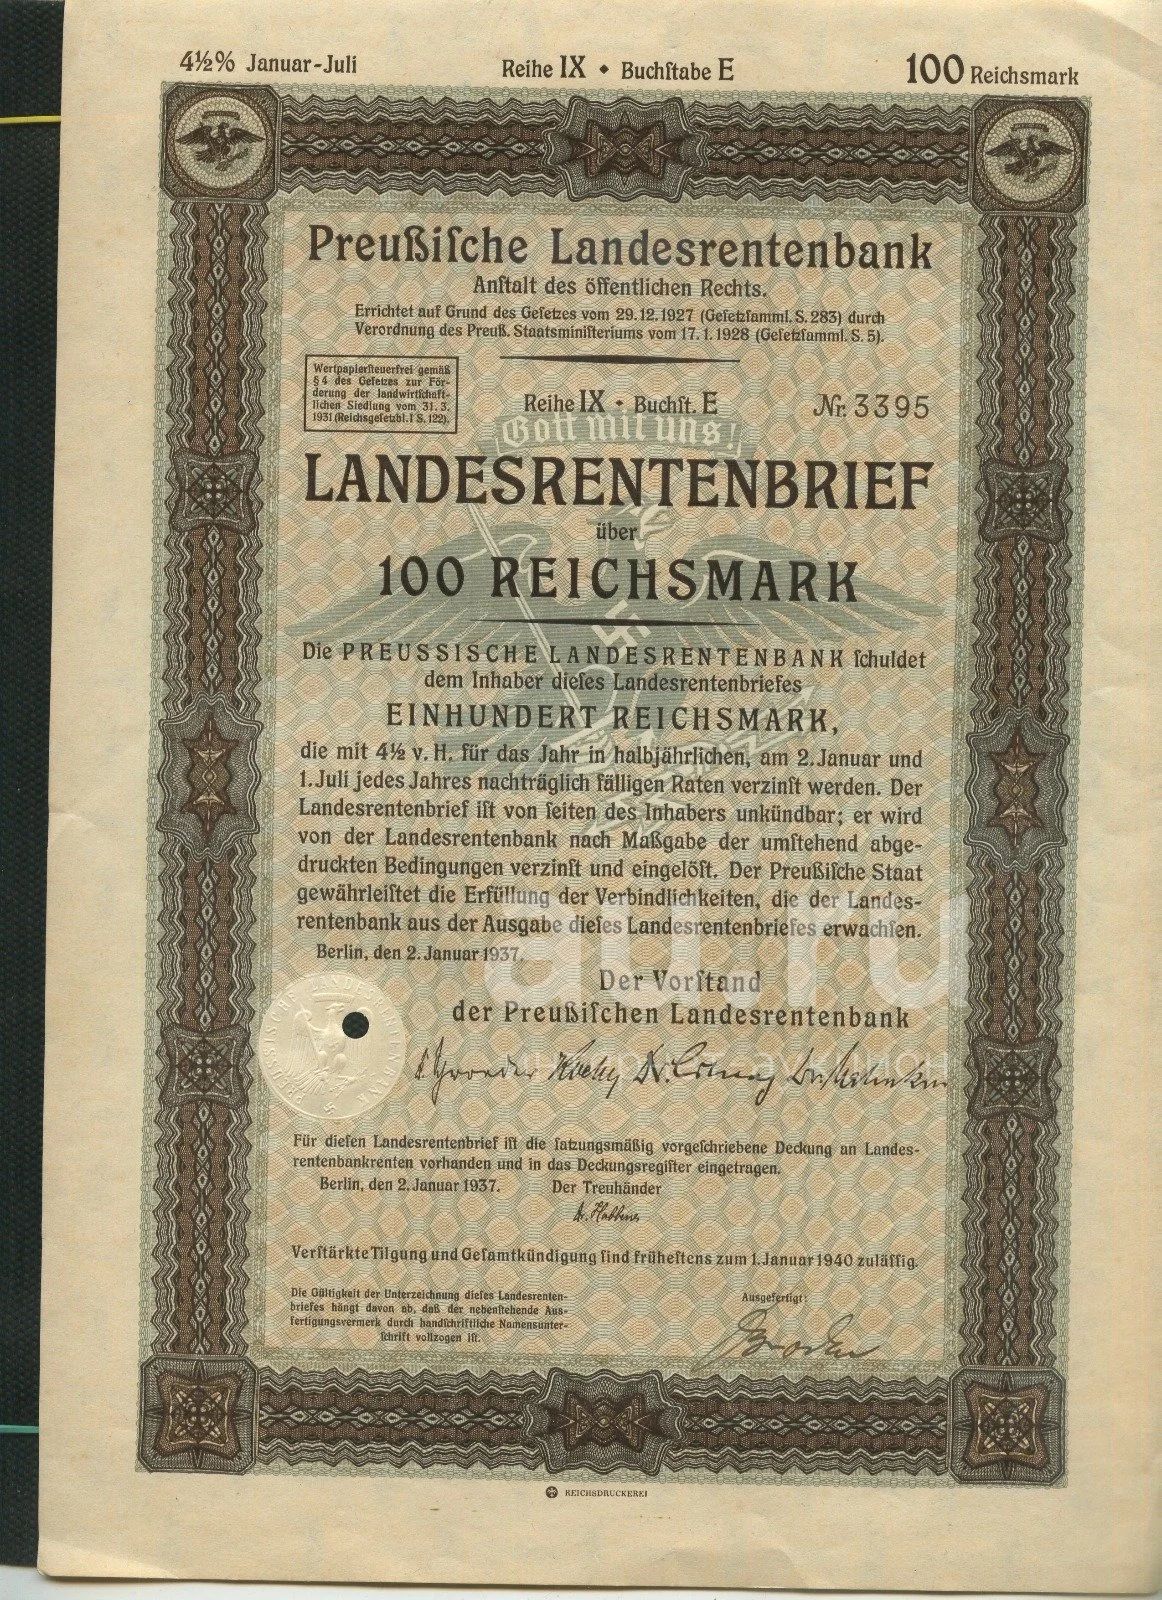 4½% Januar-Juli
Reihe IX • Buchſtabe E
100 Reichsmark
Preußiſche Landesrentenbank
Anſtalt des öffentlichen Rechts.
Errichtet auf Grund des Geſetzes vom 29.12.1927 (Geſetzſamml. S. 283) durch
Verordnung des Preuß. Staatsminiſteriums vom 17.1.1928 (Geſetzſamml. S. 5).
Wertpapierſteuerfrei gemäß
§ 4 des Geſetzes zur För-
derung der landwirtſchaft-
lichen Siedlung vom 31.3.
1931 (Reichsgeſetzbl. I S. 122).
Reihe IX • Buchſt. E
Nr. 3395
Gott mit uns!
LANDESRENTENBRIEF
über
100 REICHSMARK
Die PREUSSISCHE LANDESRENTENBANK ſchuldet
dem Inhaber dieſes Landesrentenbriefes
EINHUNDERT REICHSMARK,
die mit 4½ v. H. für das Jahr in halbjährlichen, am 2. Januar und
1. Juli jedes Jahres nachträglich fälligen Raten verzinſt werden. Der
Landesrentenbrief iſt von ſeiten des Inhabers unkündbar; er wird
von der Landesrentenbank nach Maßgabe der umſtehend abge-
druckten Bedingungen verzinſt und eingelöſt. Der Preußiſche Staat
gewährleiſtet die Erfüllung der Verbindlichkeiten, die der Landes-
rentenbank aus der Ausgabe dieſes Landesrentenbriefes erwachſen.
Berlin, den 2. Januar 1937.
Der Vorſtand
der Preußiſchen Landesrentenbank
PREUSSISCHE LANDESRENTENBANK
Für dieſen Landesrentenbrief iſt die ſatzungsmäßig vorgeſchriebene Deckung an Landes-
rentenbankrenten vorhanden und in das Deckungsregiſter eingetragen.
Berlin, den 2. Januar 1937.
Der Treuhänder
Verſtärkte Tilgung und Geſamtkündigung ſind früheſtens zum 1. Januar 1940 zuläſſig.
Die Gültigkeit der Unterzeichnung dieſes Landesrenten-
briefes hängt davon ab, daß der nebenſtehende Aus-
fertigungsvermerk durch handſchriftliche Namensunter-
ſchrift vollzogen iſt.
Ausgefertigt:
REICHSDRUCKEREI
au.ru